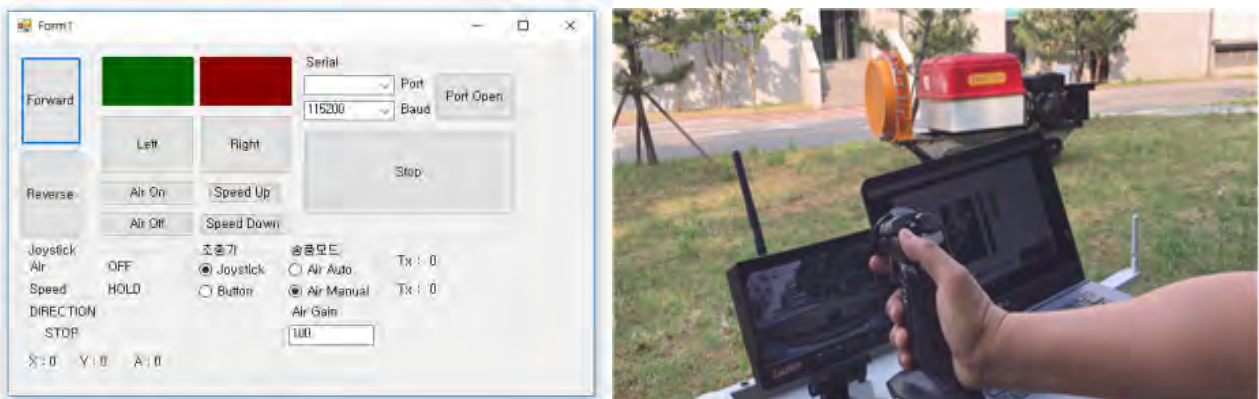 Form1
Serial
Port
Forward
115200
Baud
Port Open
Left
Right
Stop
Reverse
Air On
Speed Up
Air Off
Speed Down
Joystick
조종기
송풍모드
Air
OFF
Joystick
Air Auto
Tx : 0
Speed
HOLD
Button
Air Manual
Tx : 0
DIRECTION
Air Gain
STOP
100
X : 0 Y : 0 A : 0